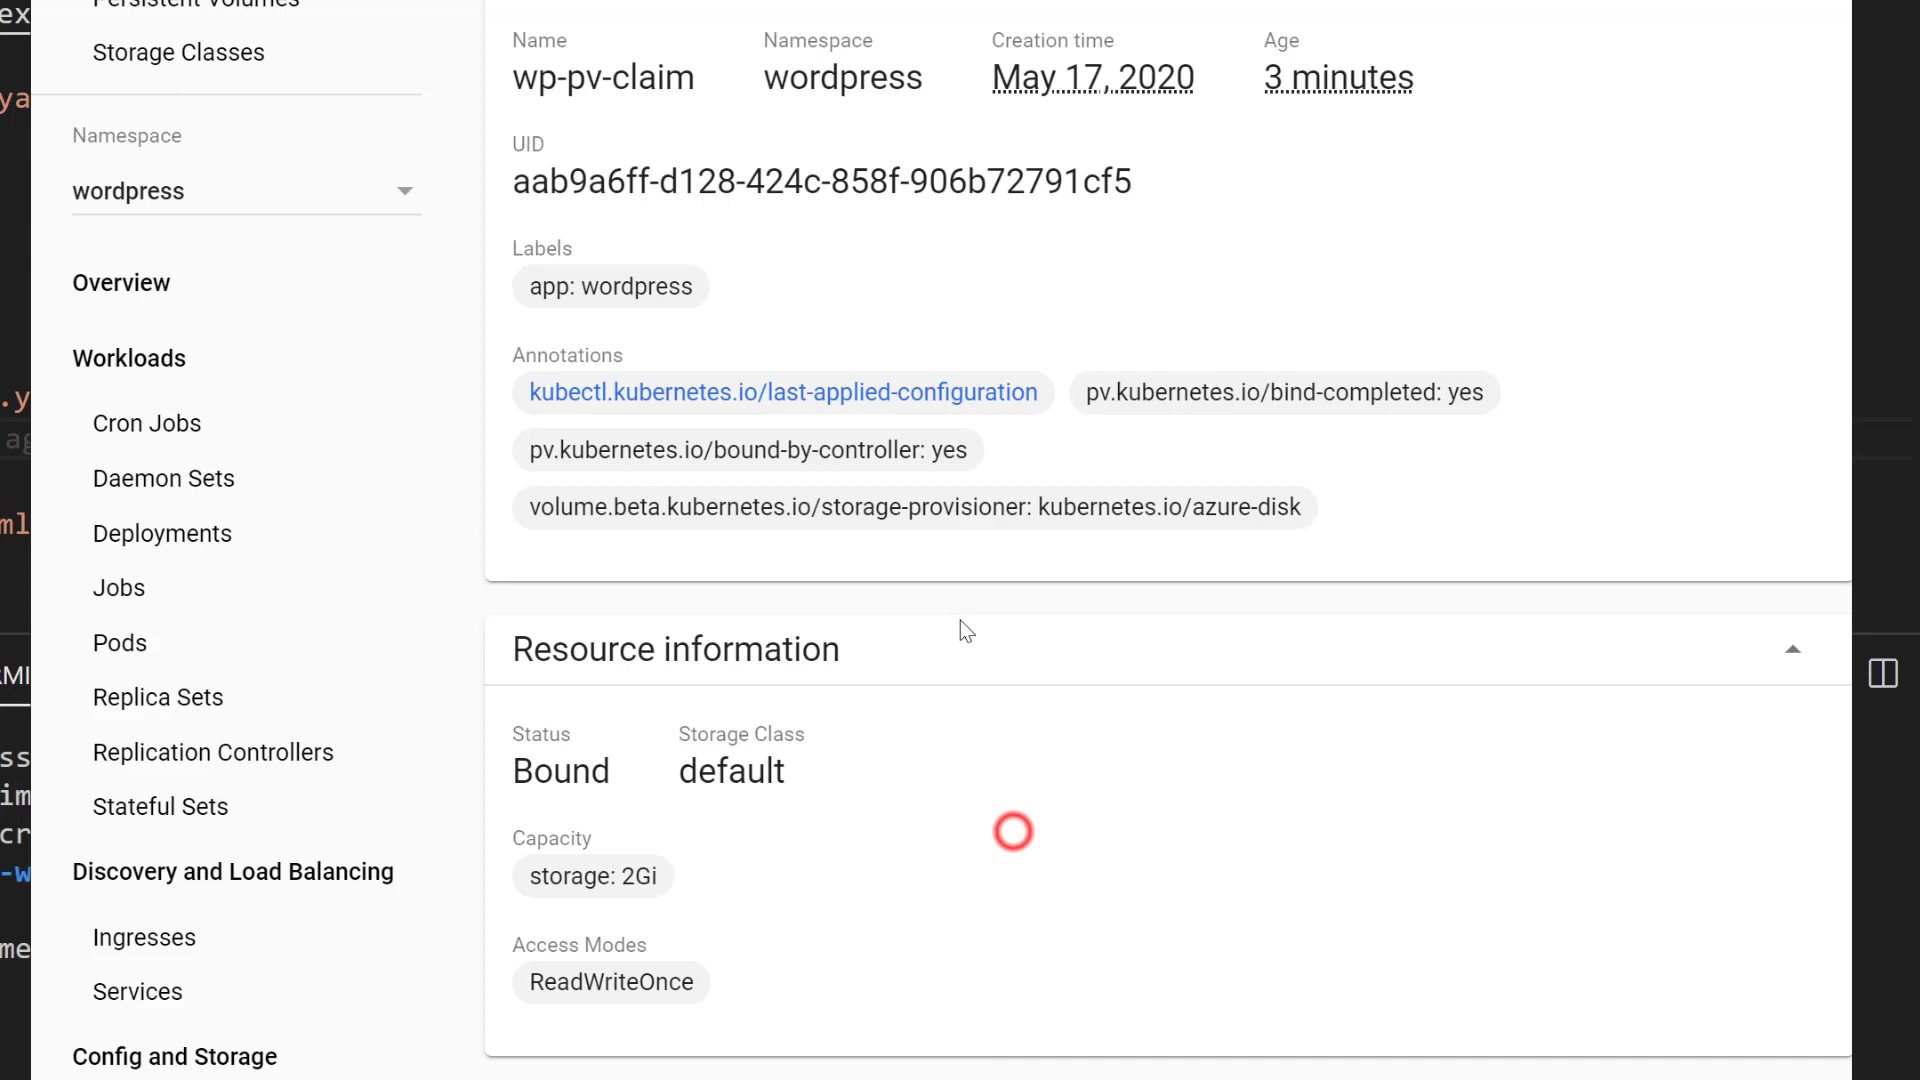 Persistent Volumes
Storage Classes
Namespace
wordpress
Overview
Workloads
Cron Jobs
Daemon Sets
Deployments
Jobs
Pods
Replica Sets
Replication Controllers
Stateful Sets
Discovery and Load Balancing
Ingresses
Services
Config and Storage
Name Namespace Creation time Age
wp-pv-claim wordpress May 17, 2020 3 minutes
UID
aab9a6ff-d128-424c-858f-906b72791cf5
Labels
app: wordpress
Annotations
kubectl.kubernetes.io/last-applied-configuration pv.kubernetes.io/bind-completed: yes
pv.kubernetes.io/bound-by-controller: yes
volume.beta.kubernetes.io/storage-provisioner: kubernetes.io/azure-disk
Resource information
Status Storage Class
Bound default
Capacity
storage: 2Gi
Access Modes
ReadWriteOnce